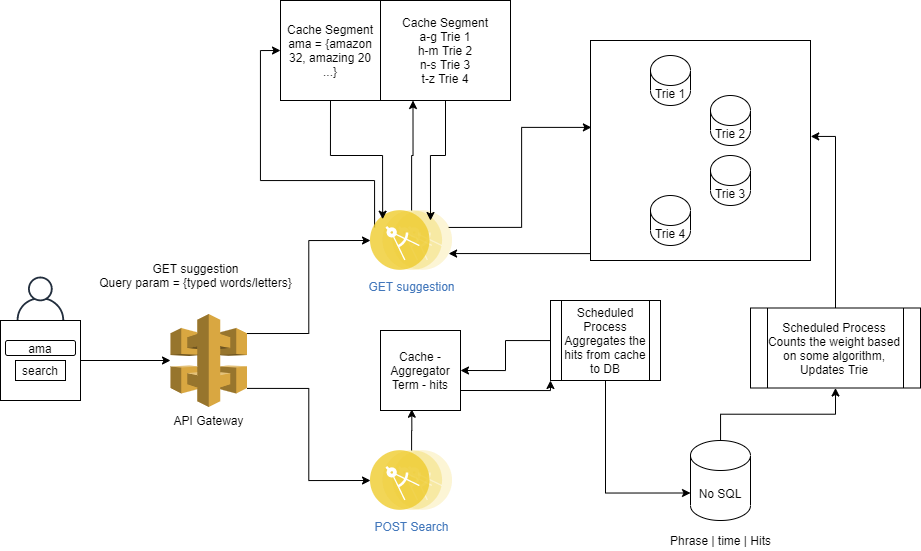 Cache Segment
ama = {amazon
32, amazing 20
...}
Cache Segment
a-g Trie 1
h-m Trie 2
n-s Trie 3
t-z Trie 4
Trie 1
Trie 2
Trie 3
Trie 4
GET suggestion
GET suggestion
Query param = {typed words/letters}
ama
search
API Gateway
Cache -
Aggregator
Term - hits
Scheduled
Process
Aggregates the
hits from cache
to DB
Scheduled Process
Counts the weight based
on some algorithm,
Updates Trie
No SQL
POST Search
Phrase | time | Hits